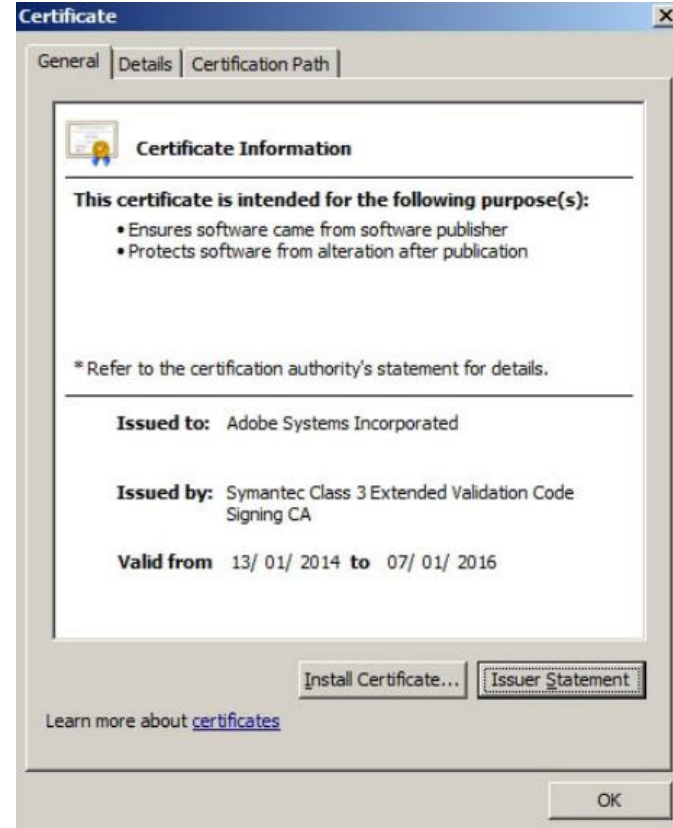 Certificate
General Details Certification Path
Certificate Information
This certificate is intended for the following purpose(s):
• Ensures software came from software publisher
• Protects software from alteration after publication
* Refer to the certification authority's statement for details.
Issued to: Adobe Systems Incorporated
Issued by: Symantec Class 3 Extended Validation Code
Signing CA
Valid from 13/ 01/ 2014 to 07/ 01/ 2016
Install Certificate... Issuer Statement
Learn more about certificates
OK